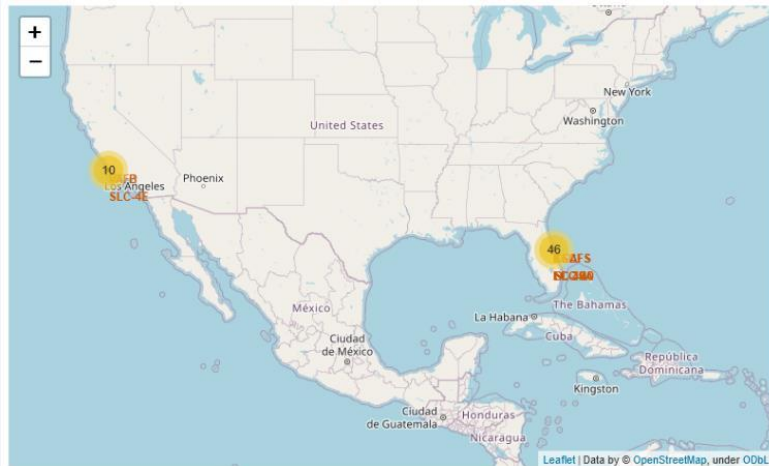 +
−
New York
Washington
United States
10
Los Angeles
Phoenix
SLC-4E
46
The Bahamas
México
La Habana
Cuba
Ciudad
de México
República
Dominicana
Kingston
Ciudad
de Guatemala
Honduras
Nicaragua
Leaflet | Data by © OpenStreetMap, under ODbL